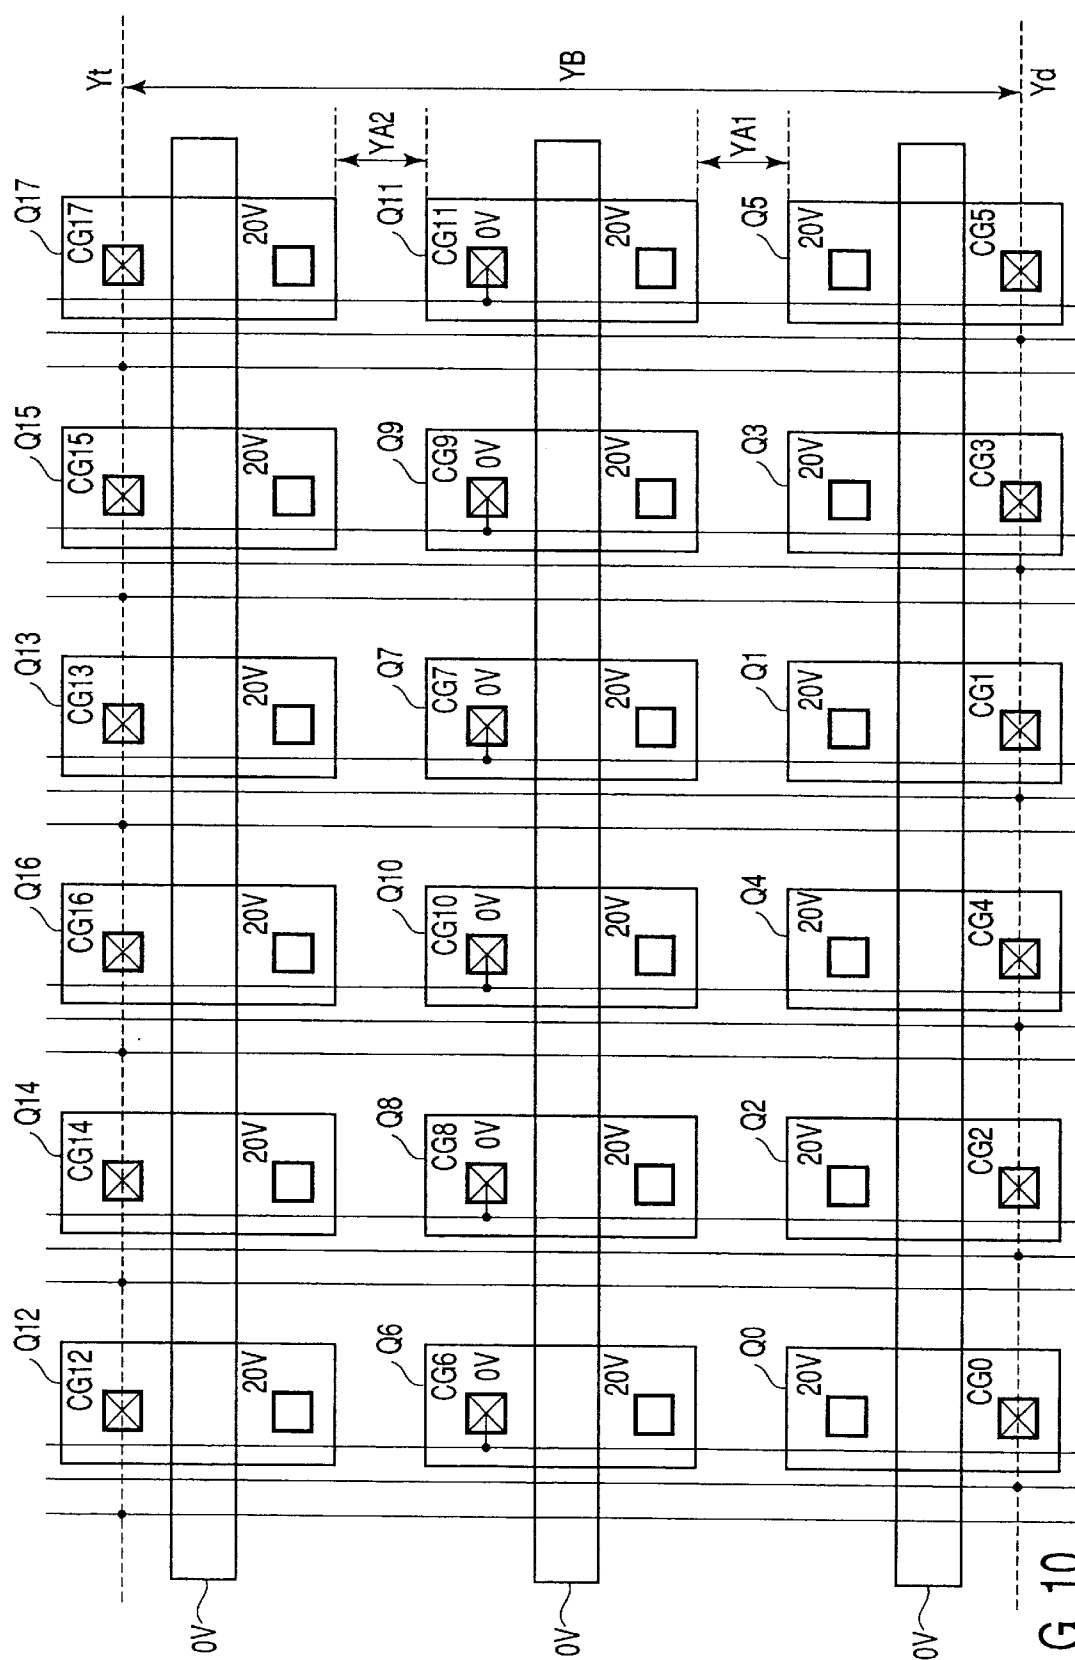 Q12 Q14 Q16 Q13 Q15 Q17
CG12 CG14 CG16 CG13 CG15 CG17 Yt
0V
20V 20V 20V 20V 20V 20V
YA2
Q6 Q8 Q10 Q7 Q9 Q11
CG6 CG8 CG10 CG7 CG9 CG11
0V 0V 0V 0V 0V 0V
0V YB
20V 20V 20V 20V 20V 20V
YA1
Q0 Q2 Q4 Q1 Q3 Q5
20V 20V 20V 20V 20V 20V
0V
CG0 CG2 CG4 CG1 CG3 CG5
Yd
G 10